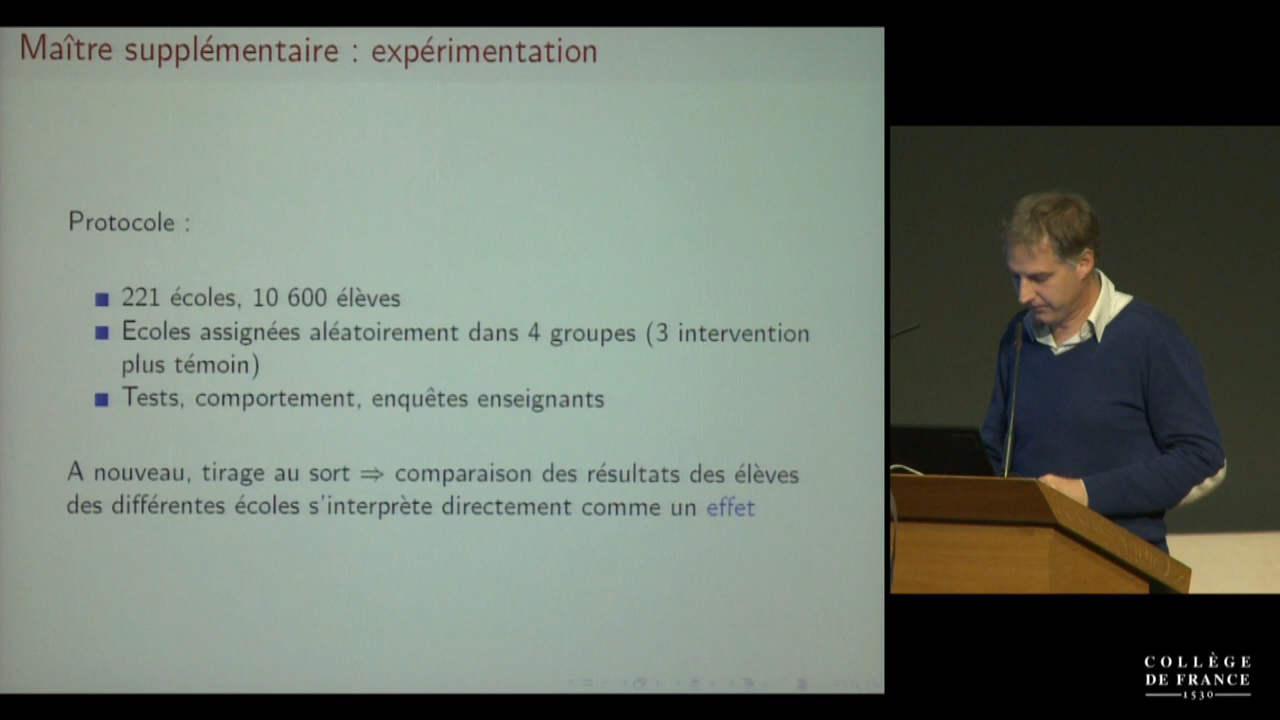 Maître supplémentaire : expérimentation
Protocole :
221 écoles, 10 600 élèves
Ecoles assignées aléatoirement dans 4 groupes (3 intervention
plus témoin)
Tests, comportement, enquêtes enseignants
A nouveau, tirage au sort ⇒ comparaison des résultats des élèves
des différentes écoles s'interprète directement comme un effet
COLLÈGE
DE FRANCE
1530